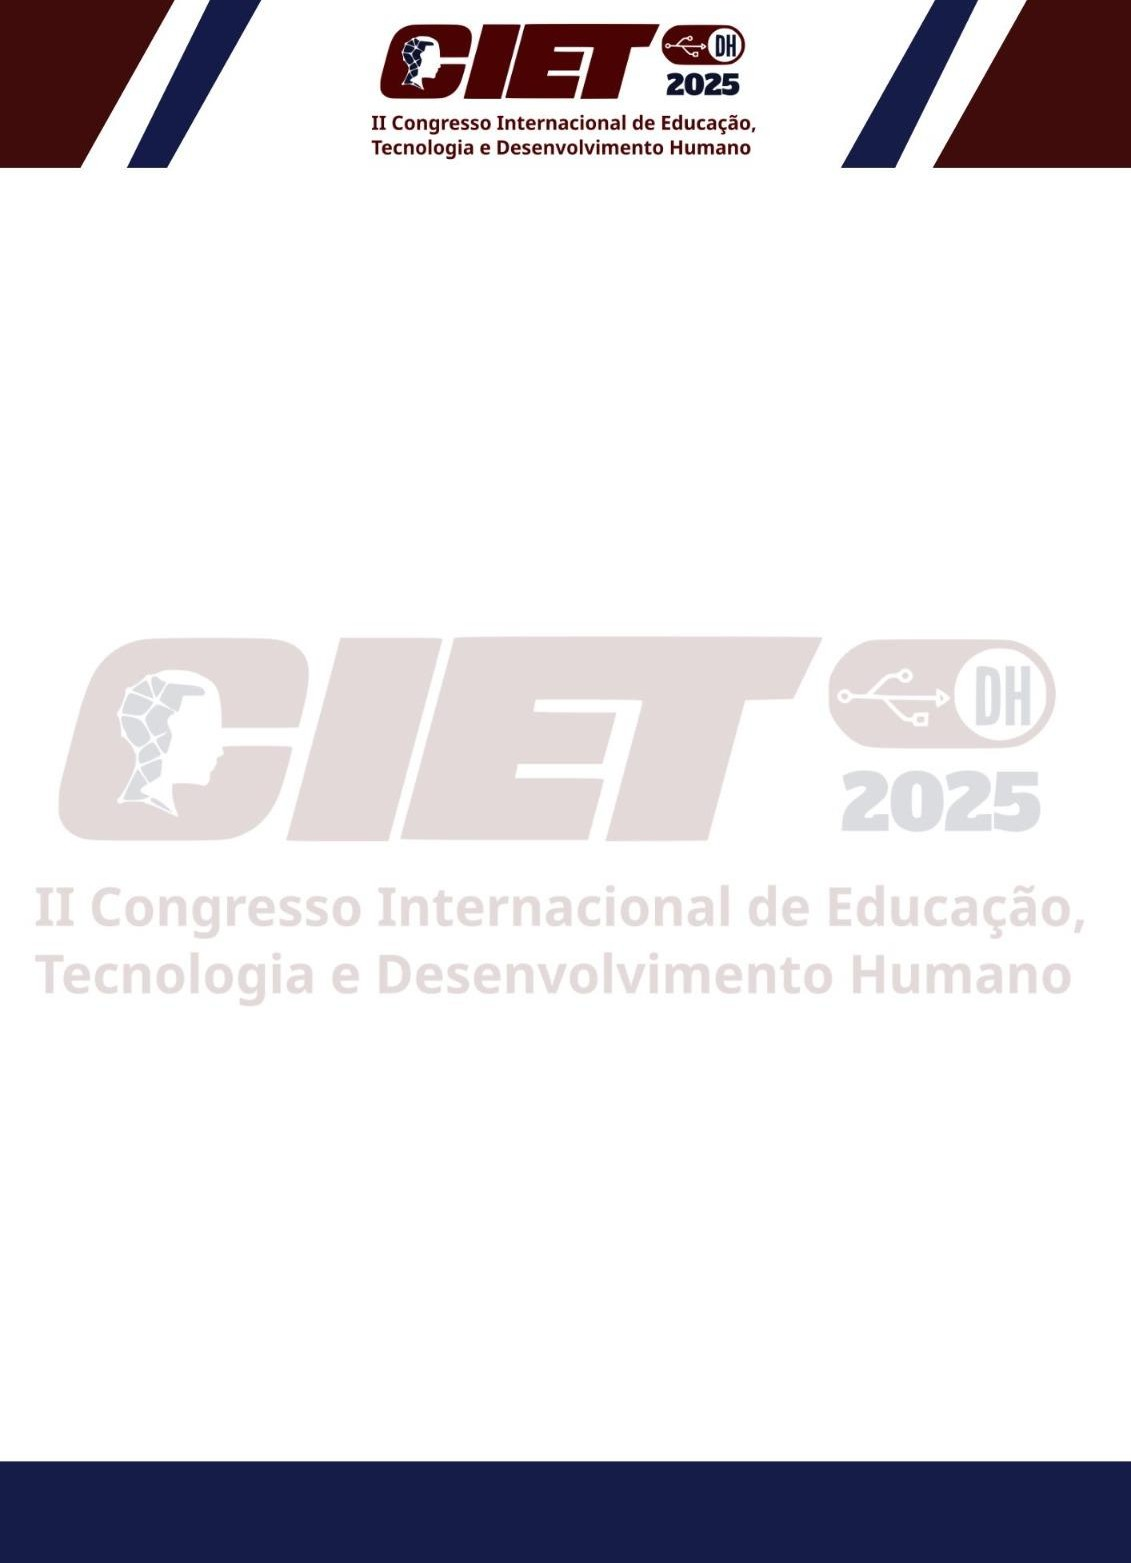 CIET DH
2025
II Congresso Internacional de Educação,
Tecnologia e Desenvolvimento Humano
CIET DH
2025
II Congresso Internacional de Educação,
Tecnologia e Desenvolvimento Humano